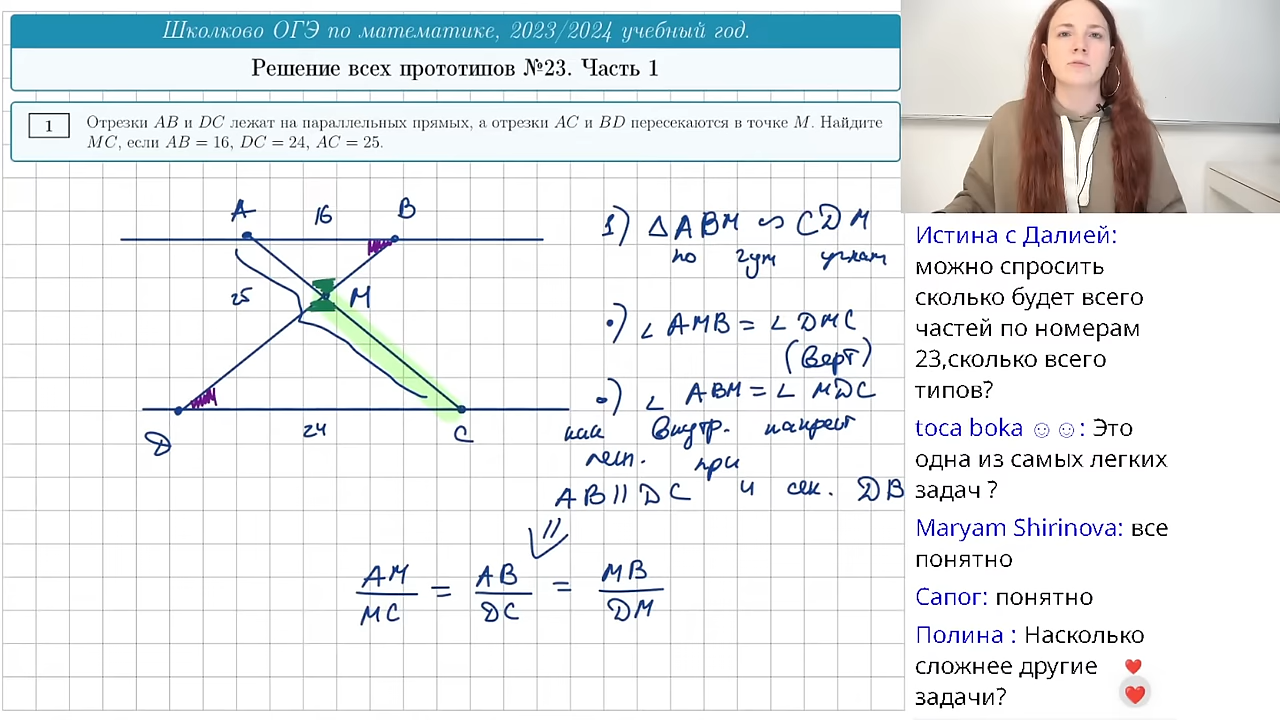 Школково ОГЭ по математике, 2023/2024 учебный год.
Решение всех прототипов №23. Часть 1
1
Отрезки AB и DC лежат на параллельных прямых, а отрезки AC и BD пересекаются в точке M. Найдите
MC, если AB = 16, DC = 24, AC = 25.
A 16 B
25 M
D 24 C
1) △ABM ∽ CDM
по двум углам
•) ∠ AMB = ∠ DMC
(верт)
•) ∠ ABM = ∠ MDC
как внутр. накрест
леж. при
AB || DC и сек. DB
AM/MC = AB/DC = MB/DM
Истина с Далией:
можно спросить
сколько будет всего
частей по номерам
23,сколько всего
типов?
toca boka ☺☺: Это
одна из самых легких
задач ?
Maryam Shirinova: все
понятно
Сапог: понятно
Полина : Насколько
сложнее другие
задачи?